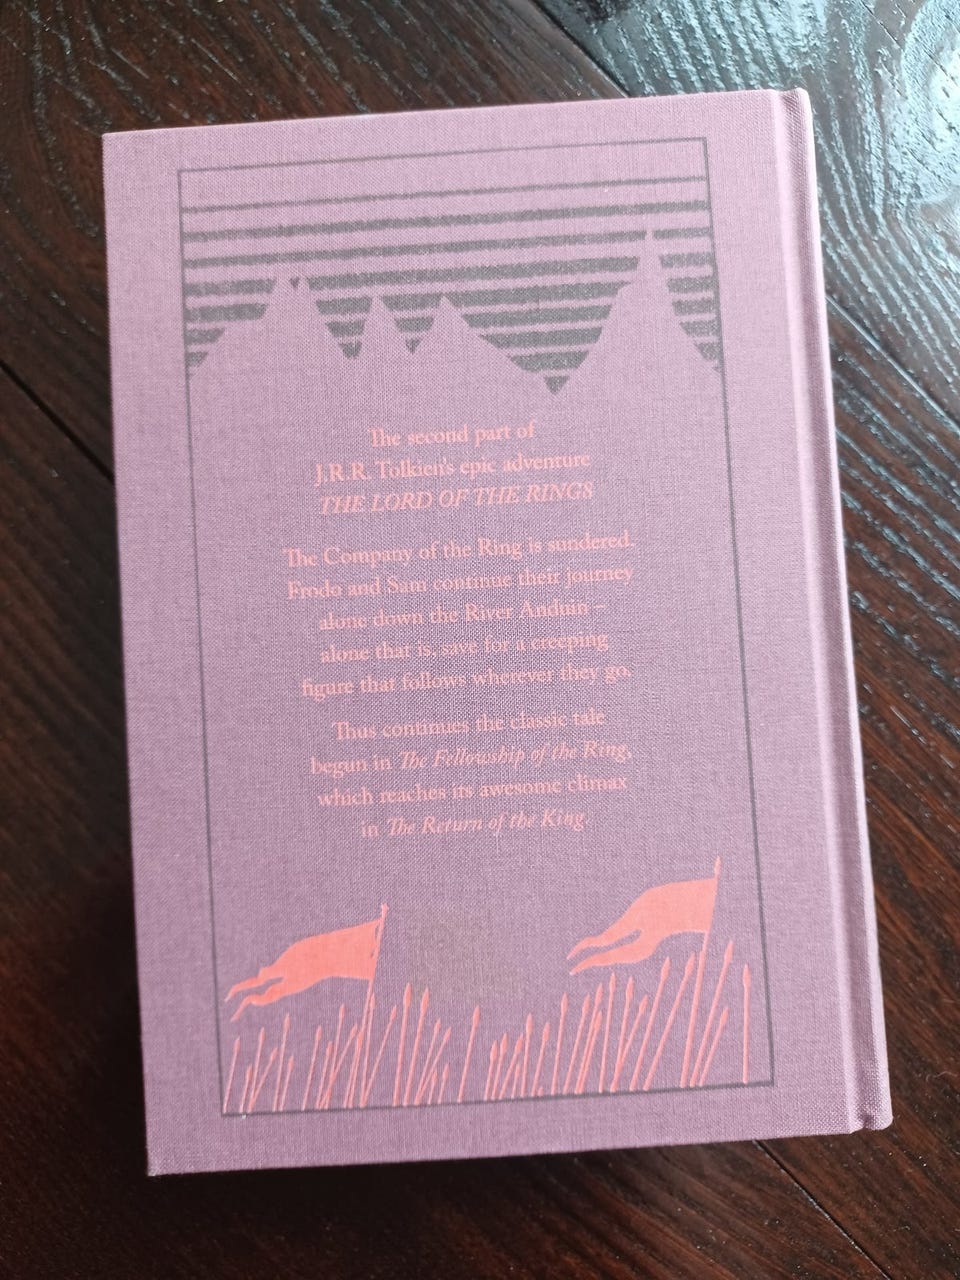 The second part of
J.R.R. Tolkien's epic adventure
THE LORD OF THE RINGS
The Company of the Ring is sundered.
Frodo and Sam continue their journey
alone down the River Anduin –
alone that is, save for a creeping
figure that follows wherever they go.
Thus continues the classic tale
begun in The Fellowship of the Ring,
which reaches its awesome climax
in The Return of the King.